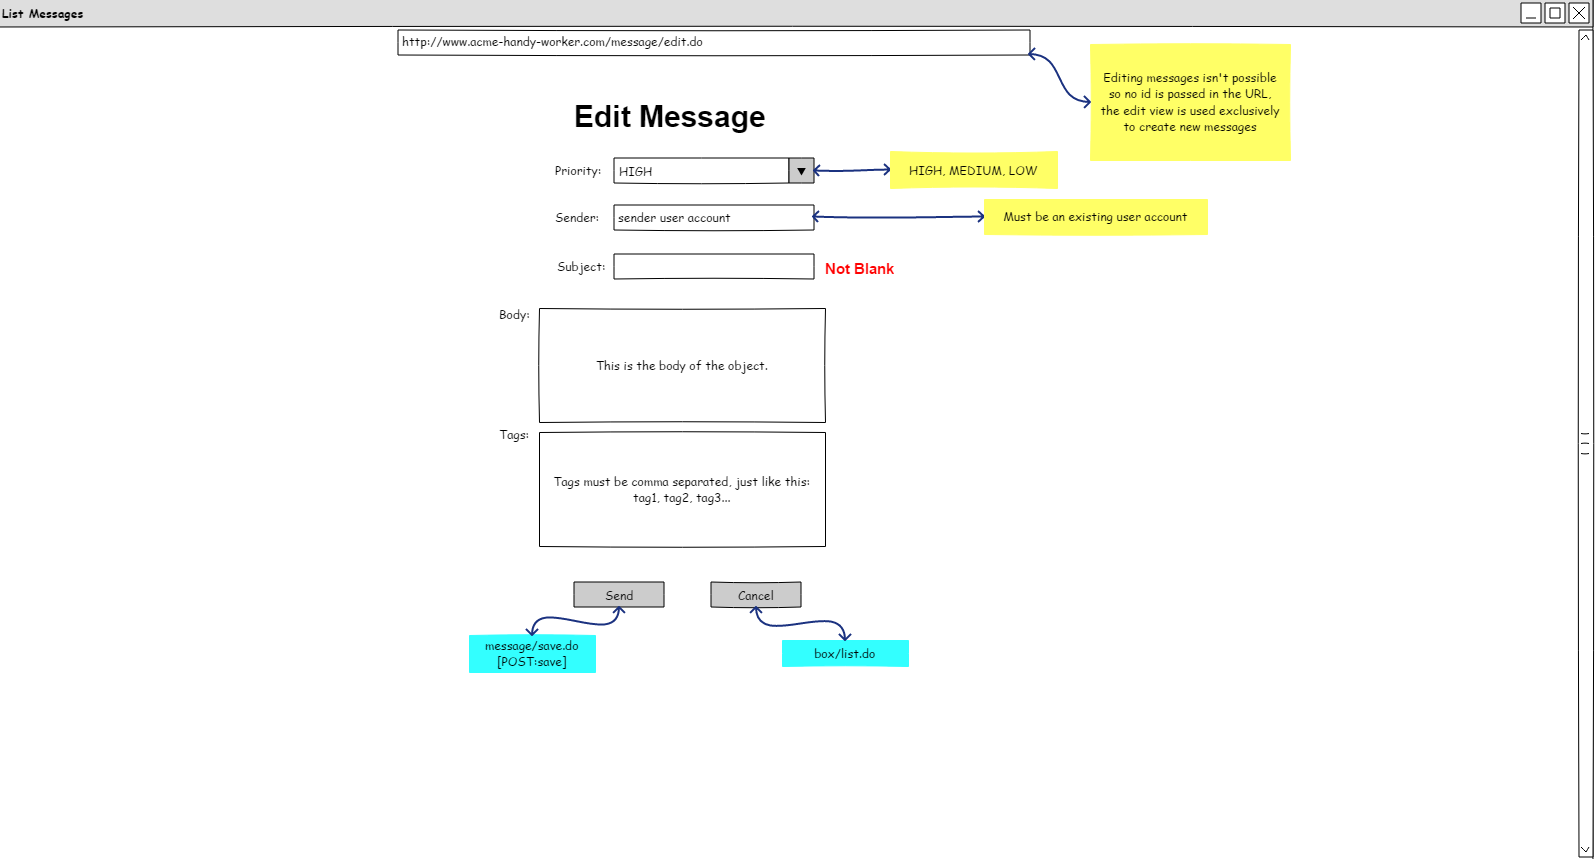 List Messages
http://www.acme-handy-worker.com/message/edit.do
Editing messages isn't possible
so no id is passed in the URL,
the edit view is used exclusively
to create new messages
Edit Message
Priority:
HIGH
HIGH, MEDIUM, LOW
Sender:
sender user account
Must be an existing user account
Subject:
Not Blank
Body:
This is the body of the object.
Tags:
Tags must be comma separated, just like this:
tag1, tag2, tag3...
Send
Cancel
message/save.do
[POST:save]
box/list.do